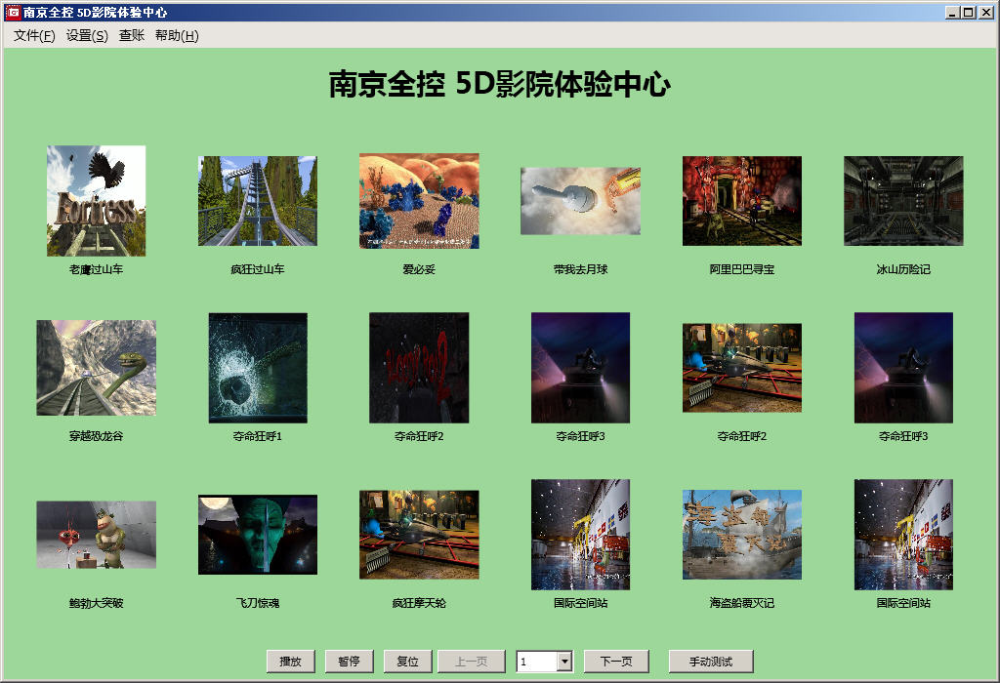 南京全控 5D影院体验中心
文件(F) 设置(S) 查账 帮助(H)
南京全控 5D影院体验中心
Fortress
老鹰过山车 疯狂过山车 爱必妥 带我去月球 阿里巴巴寻宝 冰山历险记
穿越恐龙谷 夺命狂呼1 夺命狂呼2 夺命狂呼3 夺命狂呼2 夺命狂呼3
鲍勃大突破 飞刀惊魂 疯狂摩天轮 国际空间站 海盗船覆灭记 国际空间站
播放 暂停 复位 上一页 1 下一页 手动测试